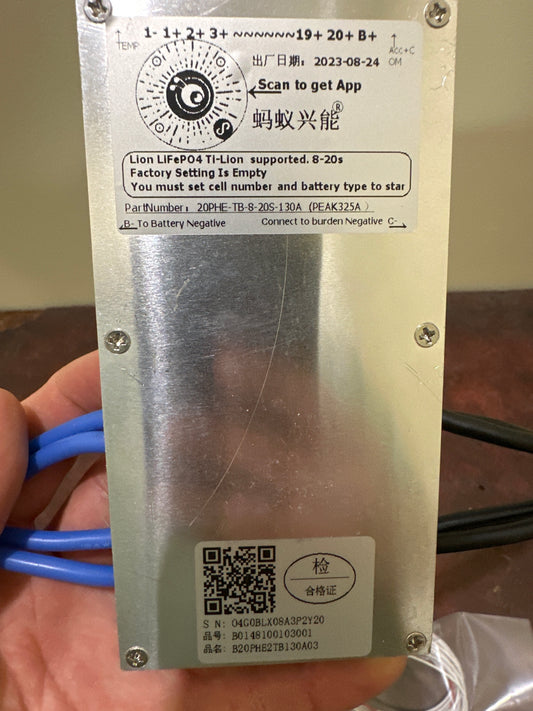 1- 1+ 2+ 3+ ~~~~~~19+ 20+ B+
TEMP
Acc+C
OM
出厂日期: 2023-08-24
Scan to get App
蚂蚁兴能®
Lion LiFePO4 Ti-Lion supported. 8-20s
Factory Setting Is Empty
You must set cell number and battery type to star
PartNumber: 20PHE-TB-8-20S-130A (PEAK325A)
B- To Battery Negative
Connect to burden Negative C-
检
合格证
S N: 04G0BLX08A3P2Y20
品号: B0148100103001
品名: B20PHE2TB130A03